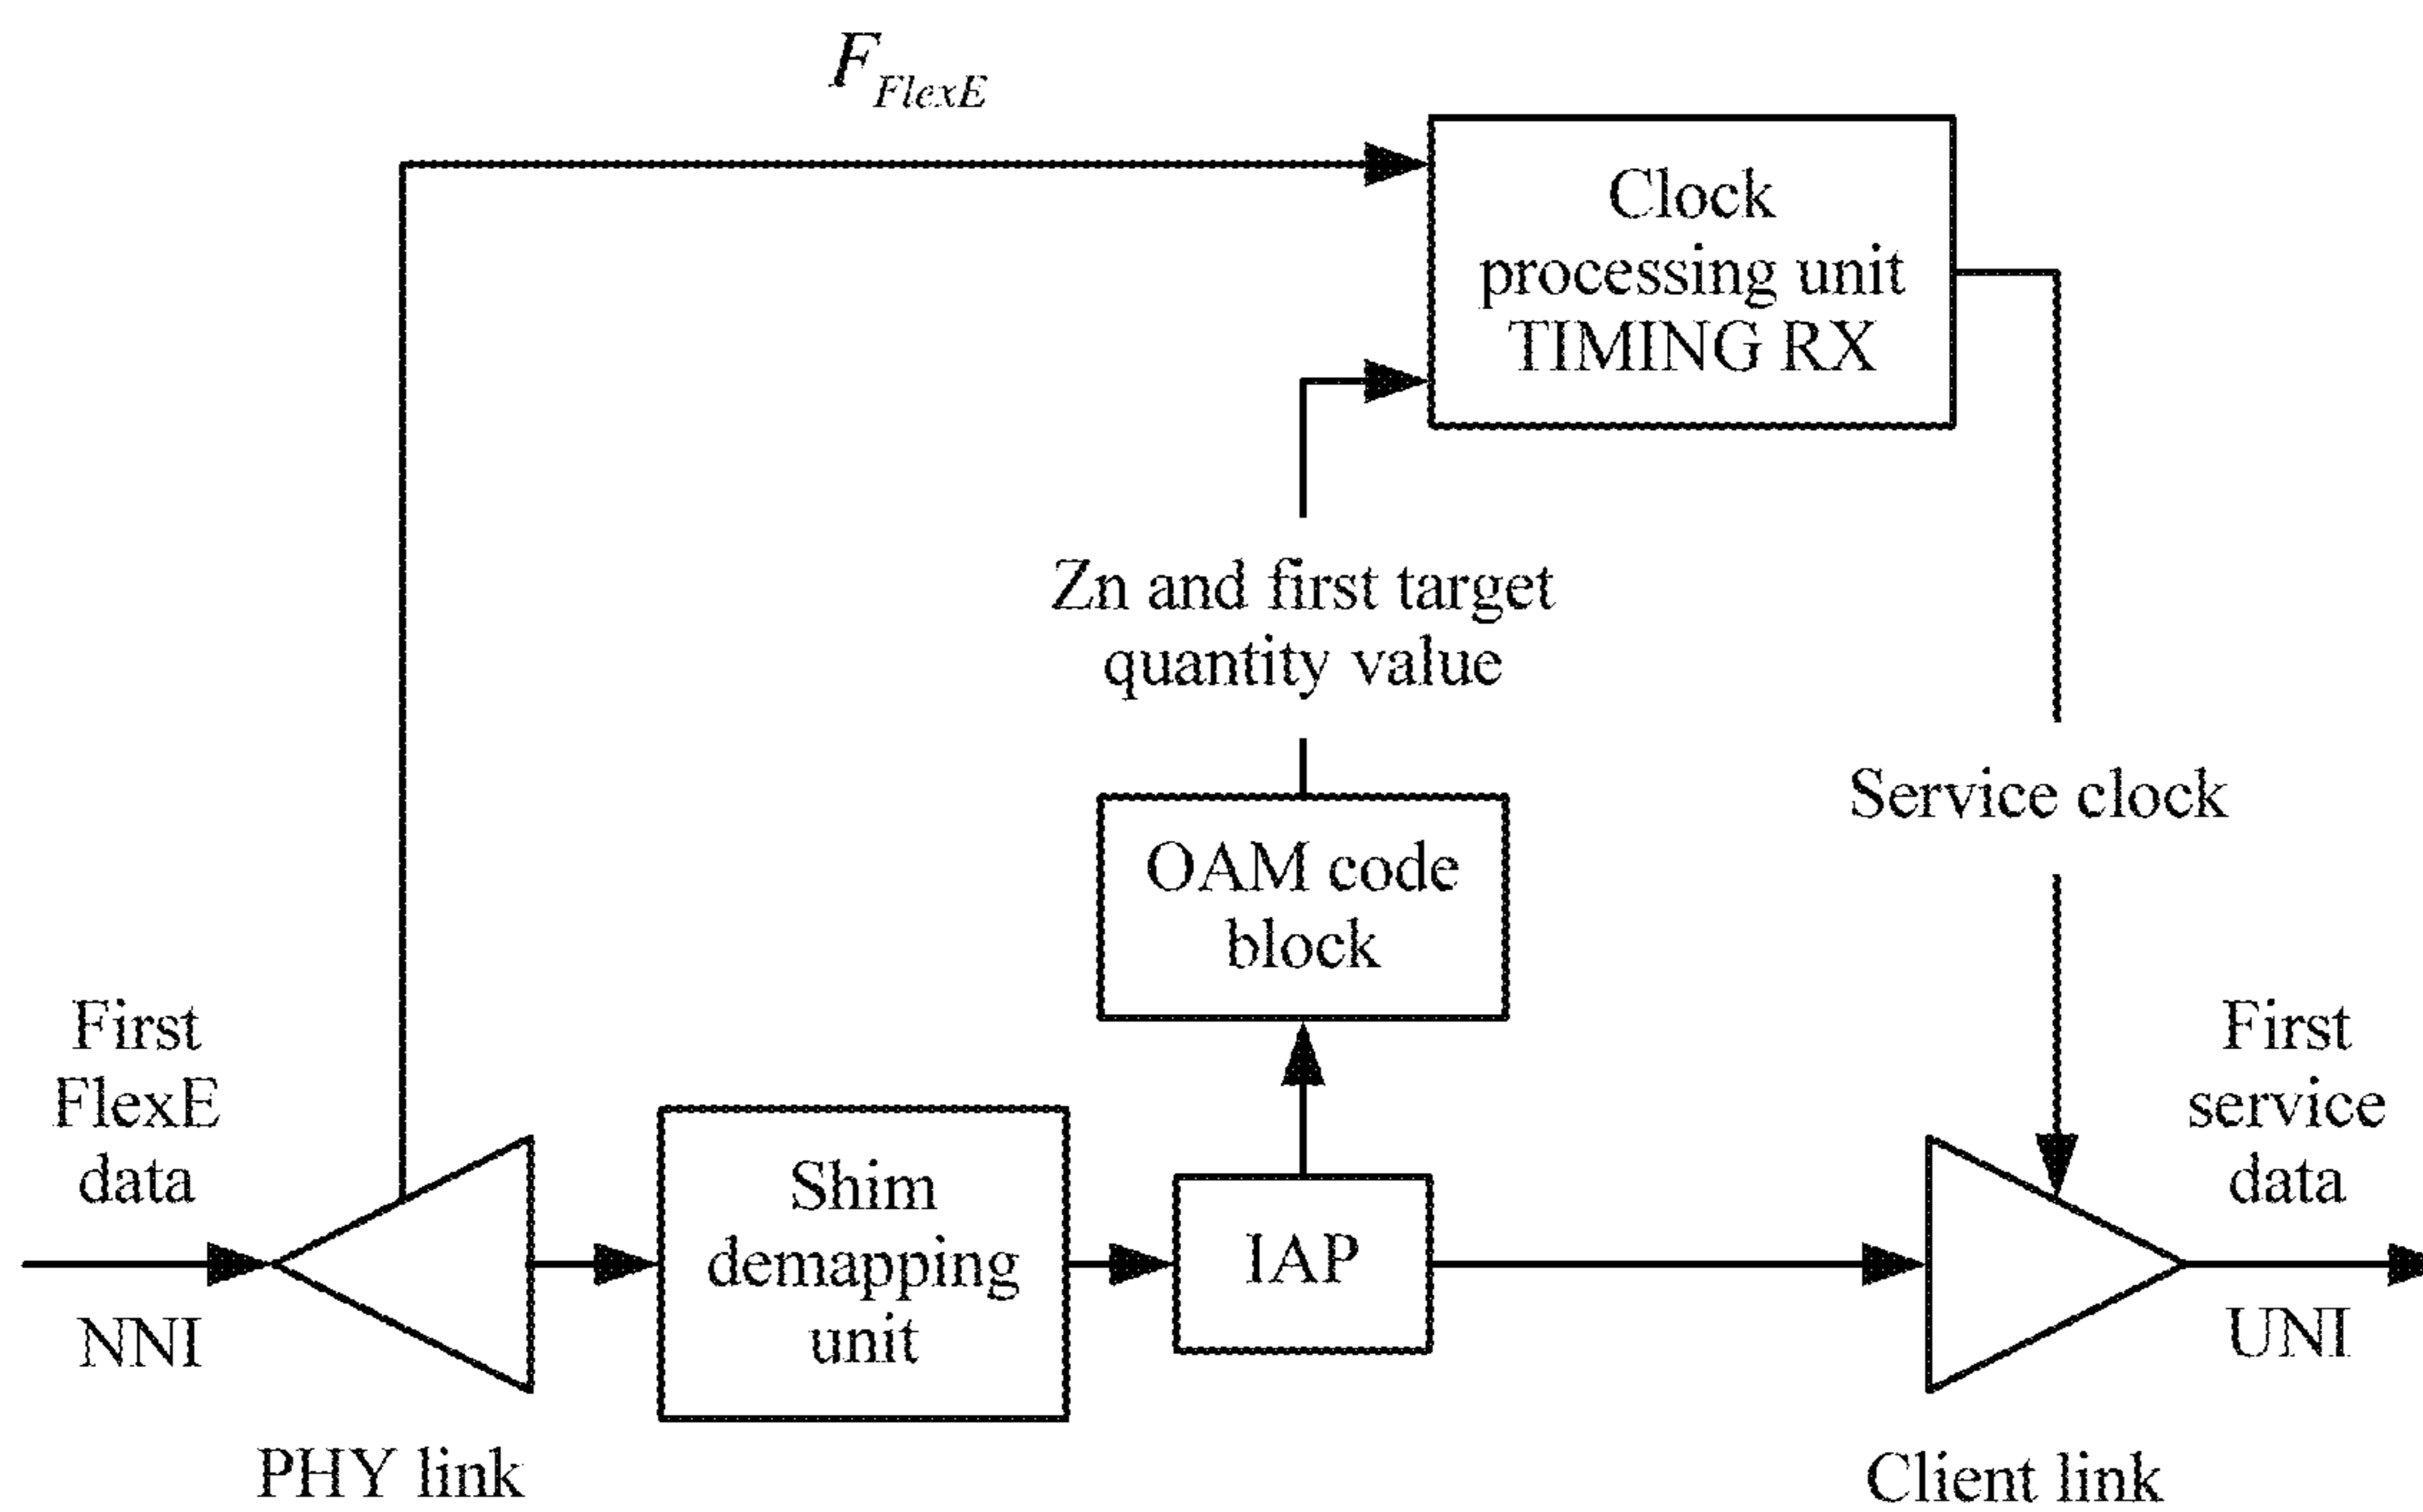 F FlexE
Clock
processing unit
TIMING RX
Zn and first target
quantity value
Service clock
OAM code
block
First
FlexE
data
NNI
PHY link
Shim
demapping
unit
IAP
First
service
data
UNI
Client link